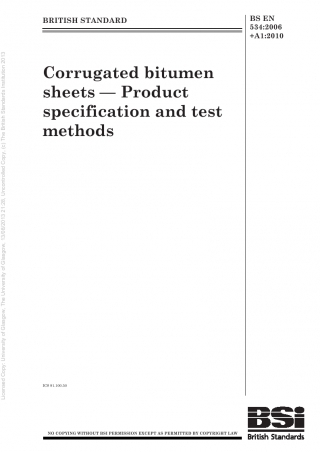 BRITISH STANDARD
BS EN
534:2006
+A1:2010
Corrugated bitumen
sheets — Product
specification and test
methods
Licensed Copy: University of Glasgow, The University of Glasgow, Uncontrolled Copy, (c) The British Standards Institution 2013
ICS 91.100.50
NO COPYING WITHOUT BSI PERMISSION EXCEPT AS PERMITTED BY COPYRIGHT LAW
BSi
British Standards